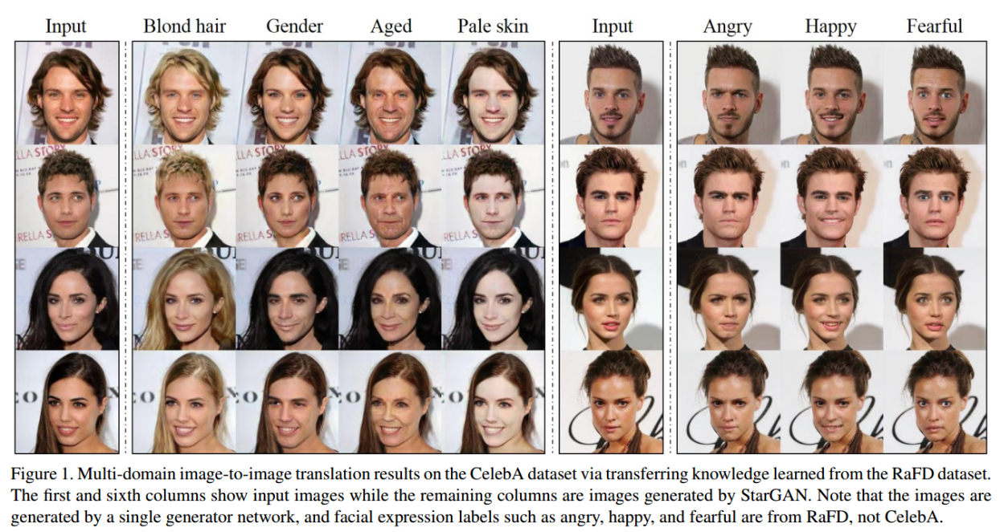 Input Blond hair Gender Aged Pale skin Input Angry Happy Fearful
LLA STORY
RELLA S
Figure 1. Multi-domain image-to-image translation results on the CelebA dataset via transferring knowledge learned from the RaFD dataset.
The first and sixth columns show input images while the remaining columns are images generated by StarGAN. Note that the images are
generated by a single generator network, and facial expression labels such as angry, happy, and fearful are from RaFD, not CelebA.